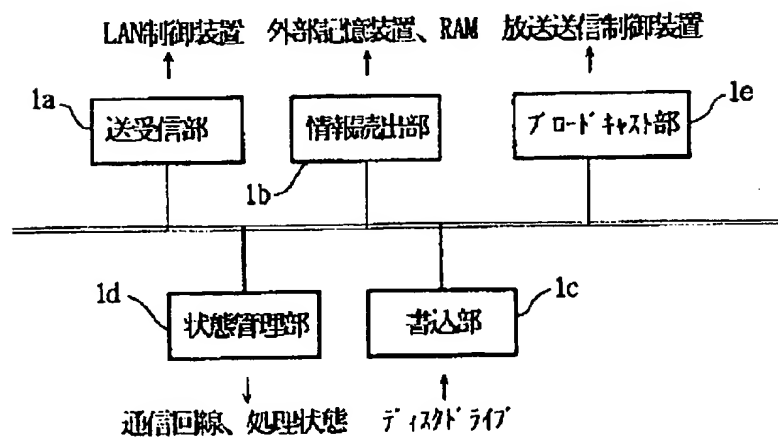 LAN制御装置
外部記憶装置、RAM
放送送信制御装置
1a
送受信部
情報読出部
1b
ブロードキャスト部
1e
1d
状態管理部
書込部
1c
通信回線、処理状態
ディスクドライブ